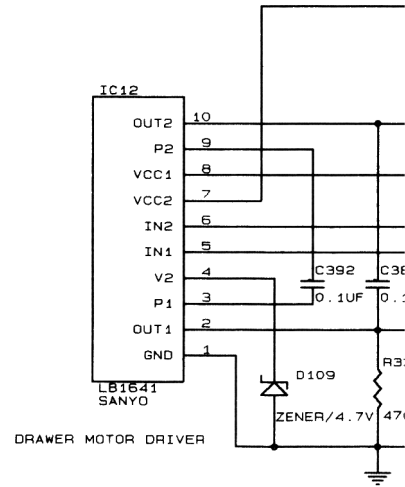 IC12
OUT2 10
P2 9
VCC1 8
VCC2 7
IN2 6
IN1 5
V2 4
P1 3
OUT1 2
GND 1
C392
0.1UF
D109
ZENER/4.7V
LB1641
SANYO
DRAWER MOTOR DRIVER